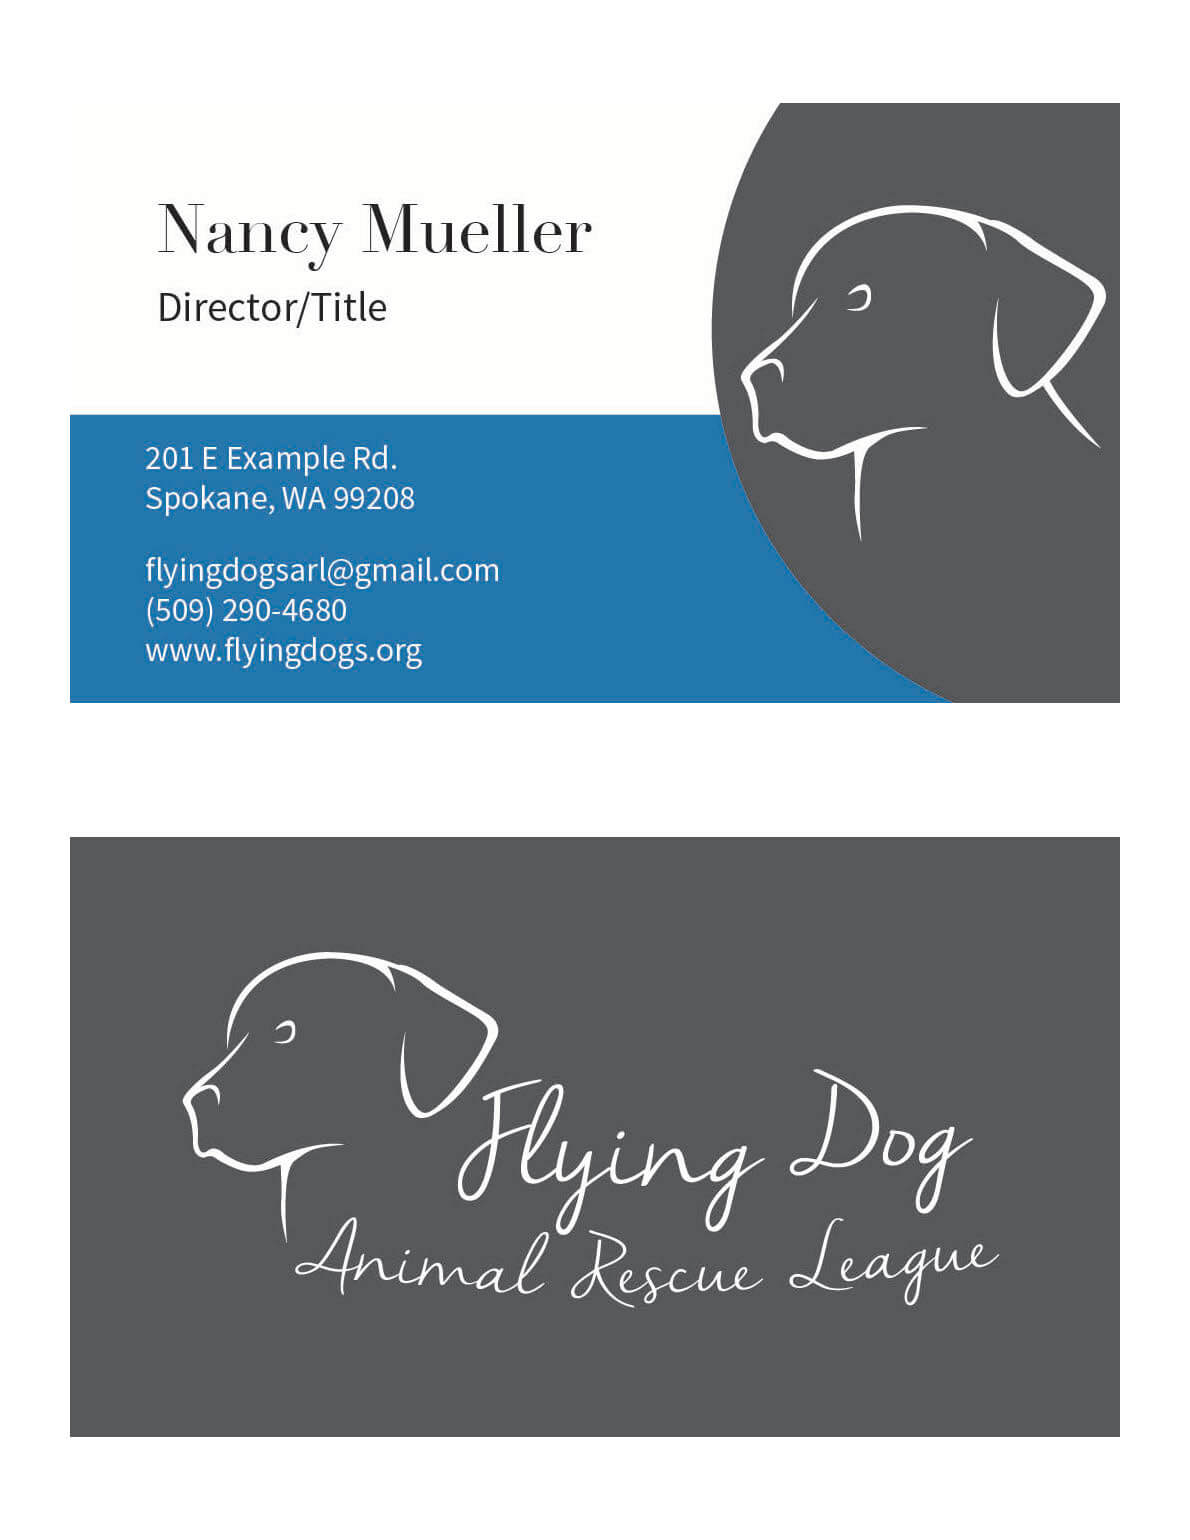 Nancy Mueller
Director/Title
201 E Example Rd.
Spokane, WA 99208
flyingdogsarl@gmail.com
(509) 290-4680
www.flyingdogs.org
Flying Dog
Animal Rescue League